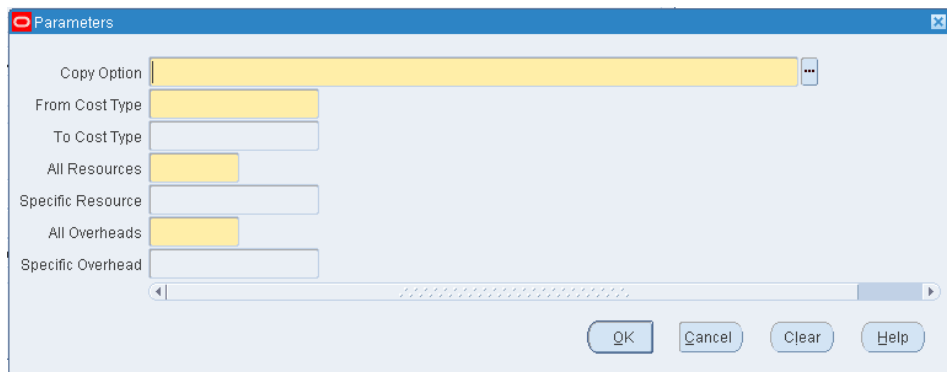 Parameters
Copy Option
From Cost Type
To Cost Type
All Resources
Specific Resource
All Overheads
Specific Overhead
OK Cancel Clear Help